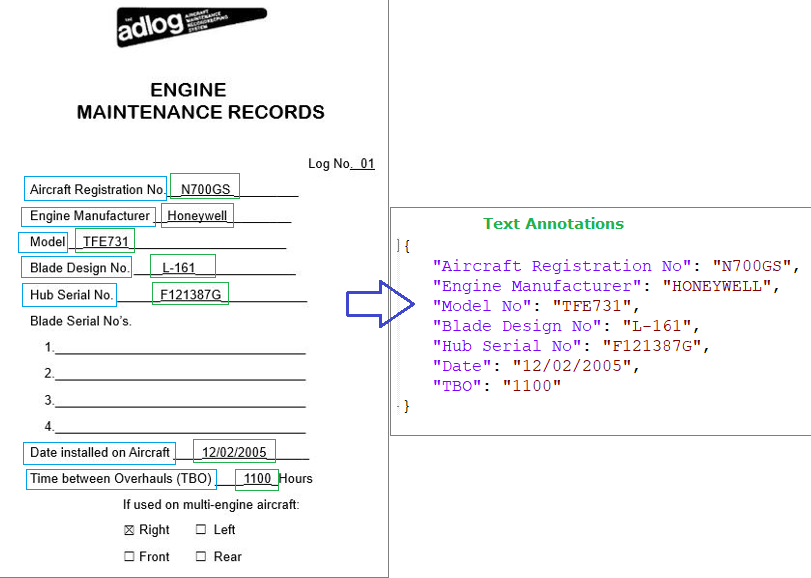 THE
adlog AIRCRAFT
MAINTENANCE
RECORDKEEPING
SYSTEM
ENGINE
MAINTENANCE RECORDS
Log No. 01
Aircraft Registration No. N700GS
Engine Manufacturer Honeywell
Model TFE731
Blade Design No. L-161
Hub Serial No. F121387G
Blade Serial No's.
1.
2.
3.
4.
Date installed on Aircraft 12/02/2005
Time between Overhauls (TBO) 1100 Hours
If used on multi-engine aircraft:
☒ Right ☐ Left
☐ Front ☐ Rear
Text Annotations
{
"Aircraft Registration No": "N700GS",
"Engine Manufacturer": "HONEYWELL",
"Model No": "TFE731",
"Blade Design No": "L-161",
"Hub Serial No": "F121387G",
"Date": "12/02/2005",
"TBO": "1100"
}